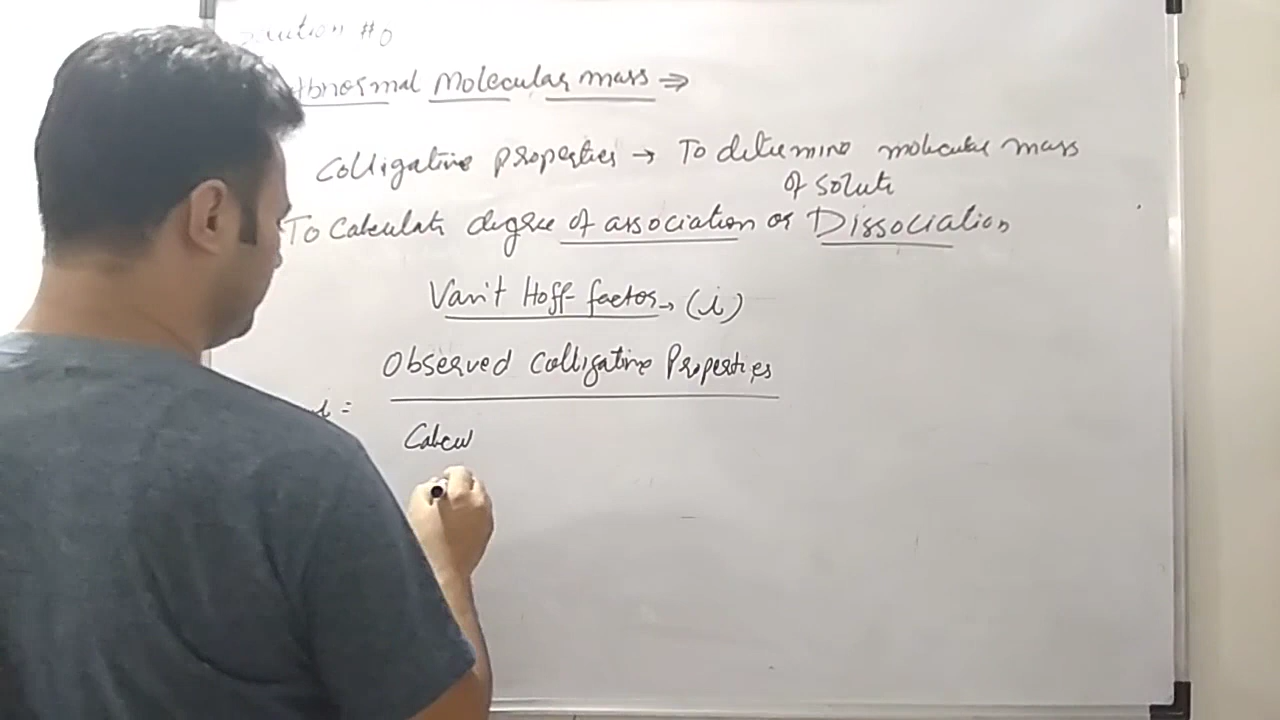 #0
Abnormal Molecular mass ⇒
Colligative properties → To determine molecular mass
of solute
To Calculate degree of association or Dissociation
Van't Hoff factor → (i)
Observed Colligative Properties
i =
Calcu